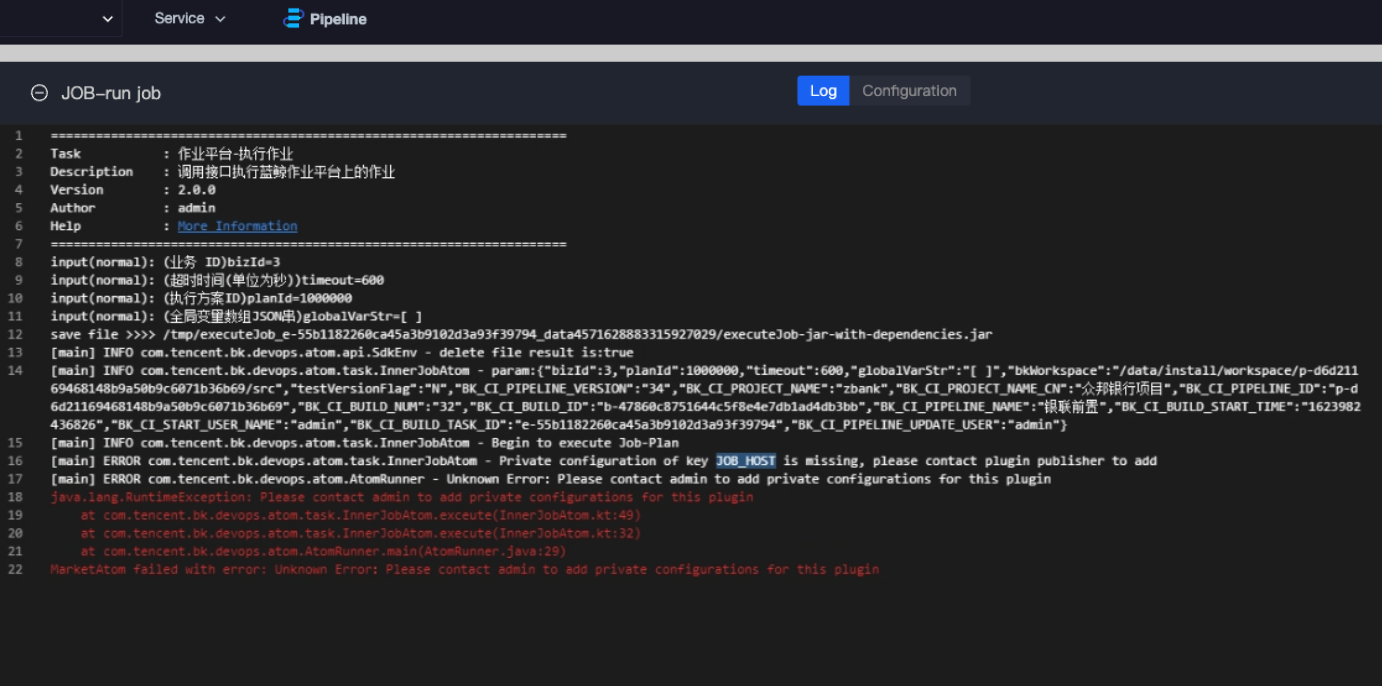 Service
Pipeline
JOB-run job
Log Configuration
1 =====================================================================
2 Task : 作业平台-执行作业
3 Description : 调用接口执行蓝鲸作业平台上的作业
4 Version : 2.0.0
5 Author : admin
6 Help : More Information
7 =====================================================================
8 input(normal): (业务 ID)bizId=3
9 input(normal): (超时时间(单位为秒))timeout=600
10 input(normal): (执行方案ID)planId=1000000
11 input(normal): (全局变量数组JSON串)globalVarStr=[ ]
12 save file >>>> /tmp/executeJob_e-55b1182260ca45a3b9102d3a93f39794_data4571628883315927029/executeJob-jar-with-dependencies.jar
13 [main] INFO com.tencent.bk.devops.atom.api.SdkEnv - delete file result is:true
14 [main] INFO com.tencent.bk.devops.atom.task.InnerJobAtom - param:{"bizId":3,"planId":1000000,"timeout":600,"globalVarStr":"[ ]","bkWorkspace":"/data/install/workspace/p-d6d211
69468148b9a50b9c6071b36b69/src","testVersionFlag":"N","BK_CI_PIPELINE_VERSION":"34","BK_CI_PROJECT_NAME":"zbank","BK_CI_PROJECT_NAME_CN":"众邦银行项目","BK_CI_PIPELINE_ID":"p-d
6d21169468148b9a50b9c6071b36b69","BK_CI_BUILD_NUM":"32","BK_CI_BUILD_ID":"b-47860c8751644c5f8e4e7db1ad4db3bb","BK_CI_PIPELINE_NAME":"银联前置","BK_CI_BUILD_START_TIME":"1623982
436826","BK_CI_START_USER_NAME":"admin","BK_CI_BUILD_TASK_ID":"e-55b1182260ca45a3b9102d3a93f39794","BK_CI_PIPELINE_UPDATE_USER":"admin"}
15 [main] INFO com.tencent.bk.devops.atom.task.InnerJobAtom - Begin to execute Job-Plan
16 [main] ERROR com.tencent.bk.devops.atom.task.InnerJobAtom - Private configuration of key JOB_HOST is missing, please contact plugin publisher to add
17 [main] ERROR com.tencent.bk.devops.atom.AtomRunner - Unknown Error: Please contact admin to add private configurations for this plugin
18 java.lang.RuntimeException: Please contact admin to add private configurations for this plugin
19 at com.tencent.bk.devops.atom.task.InnerJobAtom.exceute(InnerJobAtom.kt:49)
20 at com.tencent.bk.devops.atom.task.InnerJobAtom.execute(InnerJobAtom.kt:32)
21 at com.tencent.bk.devops.atom.AtomRunner.main(AtomRunner.java:29)
22 MarketAtom failed with error: Unknown Error: Please contact admin to add private configurations for this plugin